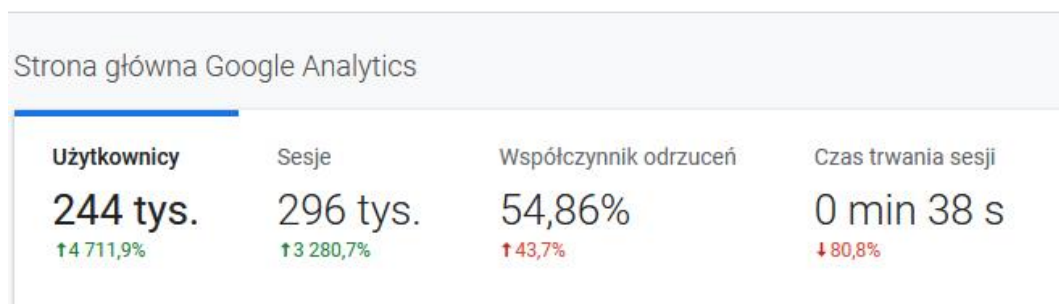 Strona główna Google Analytics
Użytkownicy Sesje Współczynnik odrzuceń Czas trwania sesji
244 tys. 296 tys. 54,86% 0 min 38 s
↑4 711,9% ↑3 280,7% ↑43,7% ↓80,8%